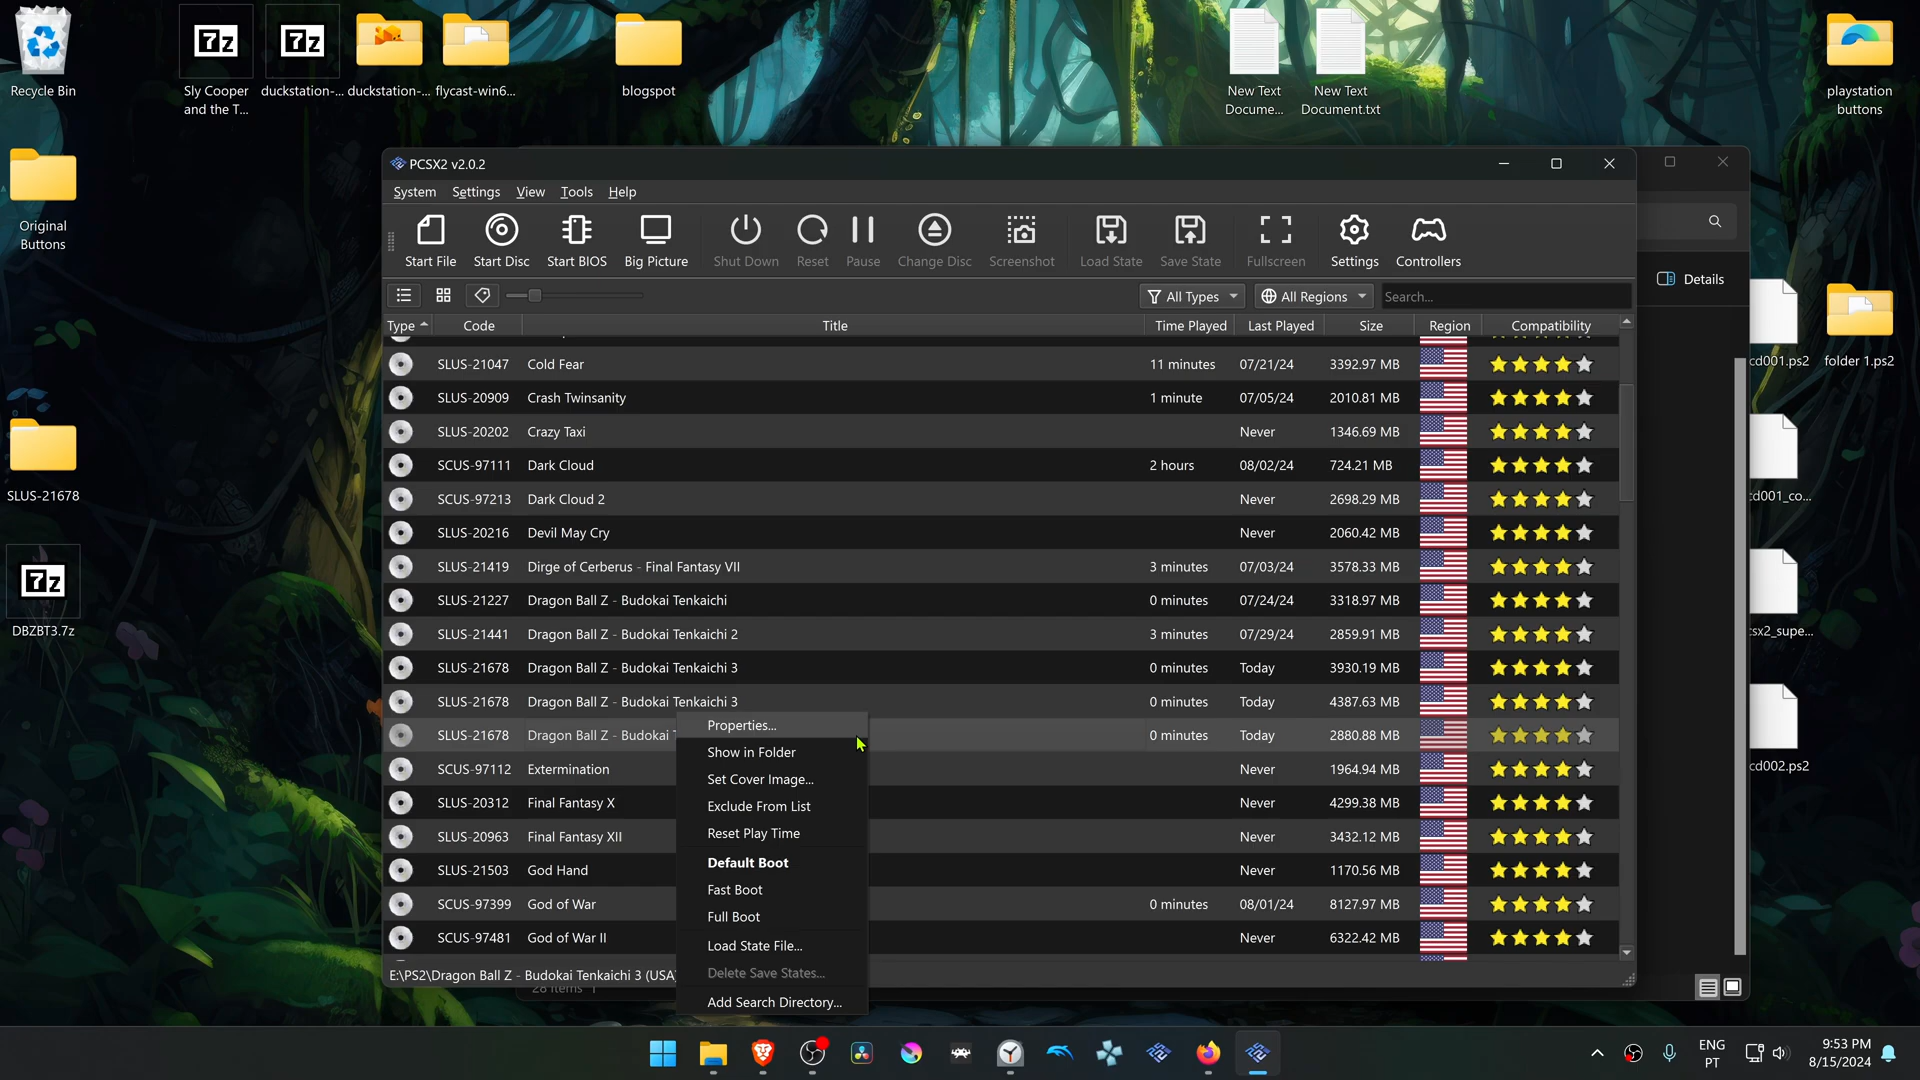 Recycle Bin
Sly Cooper
and the T...
duckstation-...
duckstation-...
flycast-win6...
blogspot
New Text
Docume...
New Text
Document.txt
playstation
buttons
Original
Buttons
SLUS-21678
7z
7z
7z
DBZBT3.7z
PCSX2 v2.0.2
System Settings View Tools Help
Start File Start Disc Start BIOS Big Picture Shut Down Reset Pause Change Disc Screenshot Load State Save State Fullscreen Settings Controllers
All Types All Regions Search...
Type Code Title Time Played Last Played Size Region Compatibility
SLUS-21047 Cold Fear 11 minutes 07/21/24 3392.97 MB
SLUS-20909 Crash Twinsanity 1 minute 07/05/24 2010.81 MB
SLUS-20202 Crazy Taxi Never 1346.69 MB
SCUS-97111 Dark Cloud 2 hours 08/02/24 724.21 MB
SCUS-97213 Dark Cloud 2 Never 2698.29 MB
SLUS-20216 Devil May Cry Never 2060.42 MB
SLUS-21419 Dirge of Cerberus - Final Fantasy VII 3 minutes 07/03/24 3578.33 MB
SLUS-21227 Dragon Ball Z - Budokai Tenkaichi 0 minutes 07/24/24 3318.97 MB
SLUS-21441 Dragon Ball Z - Budokai Tenkaichi 2 3 minutes 07/29/24 2859.91 MB
SLUS-21678 Dragon Ball Z - Budokai Tenkaichi 3 0 minutes Today 3930.19 MB
SLUS-21678 Dragon Ball Z - Budokai Tenkaichi 3 0 minutes Today 4387.63 MB
SLUS-21678 Dragon Ball Z - Budokai T 0 minutes Today 2880.88 MB
SCUS-97112 Extermination Never 1964.94 MB
SLUS-20312 Final Fantasy X Never 4299.38 MB
SLUS-20963 Final Fantasy XII Never 3432.12 MB
SLUS-21503 God Hand Never 1170.56 MB
SCUS-97399 God of War 0 minutes 08/01/24 8127.97 MB
SCUS-97481 God of War II Never 6322.42 MB
E:\PS2\Dragon Ball Z - Budokai Tenkaichi 3 (USA)
28 items 1
Properties...
Show in Folder
Set Cover Image...
Exclude From List
Reset Play Time
Default Boot
Fast Boot
Full Boot
Load State File...
Delete Save States...
Add Search Directory...
Details
cd001.ps2
folder 1.ps2
cd001_co...
csx2_supe...
cd002.ps2
ENG
PT
9:53 PM
8/15/2024